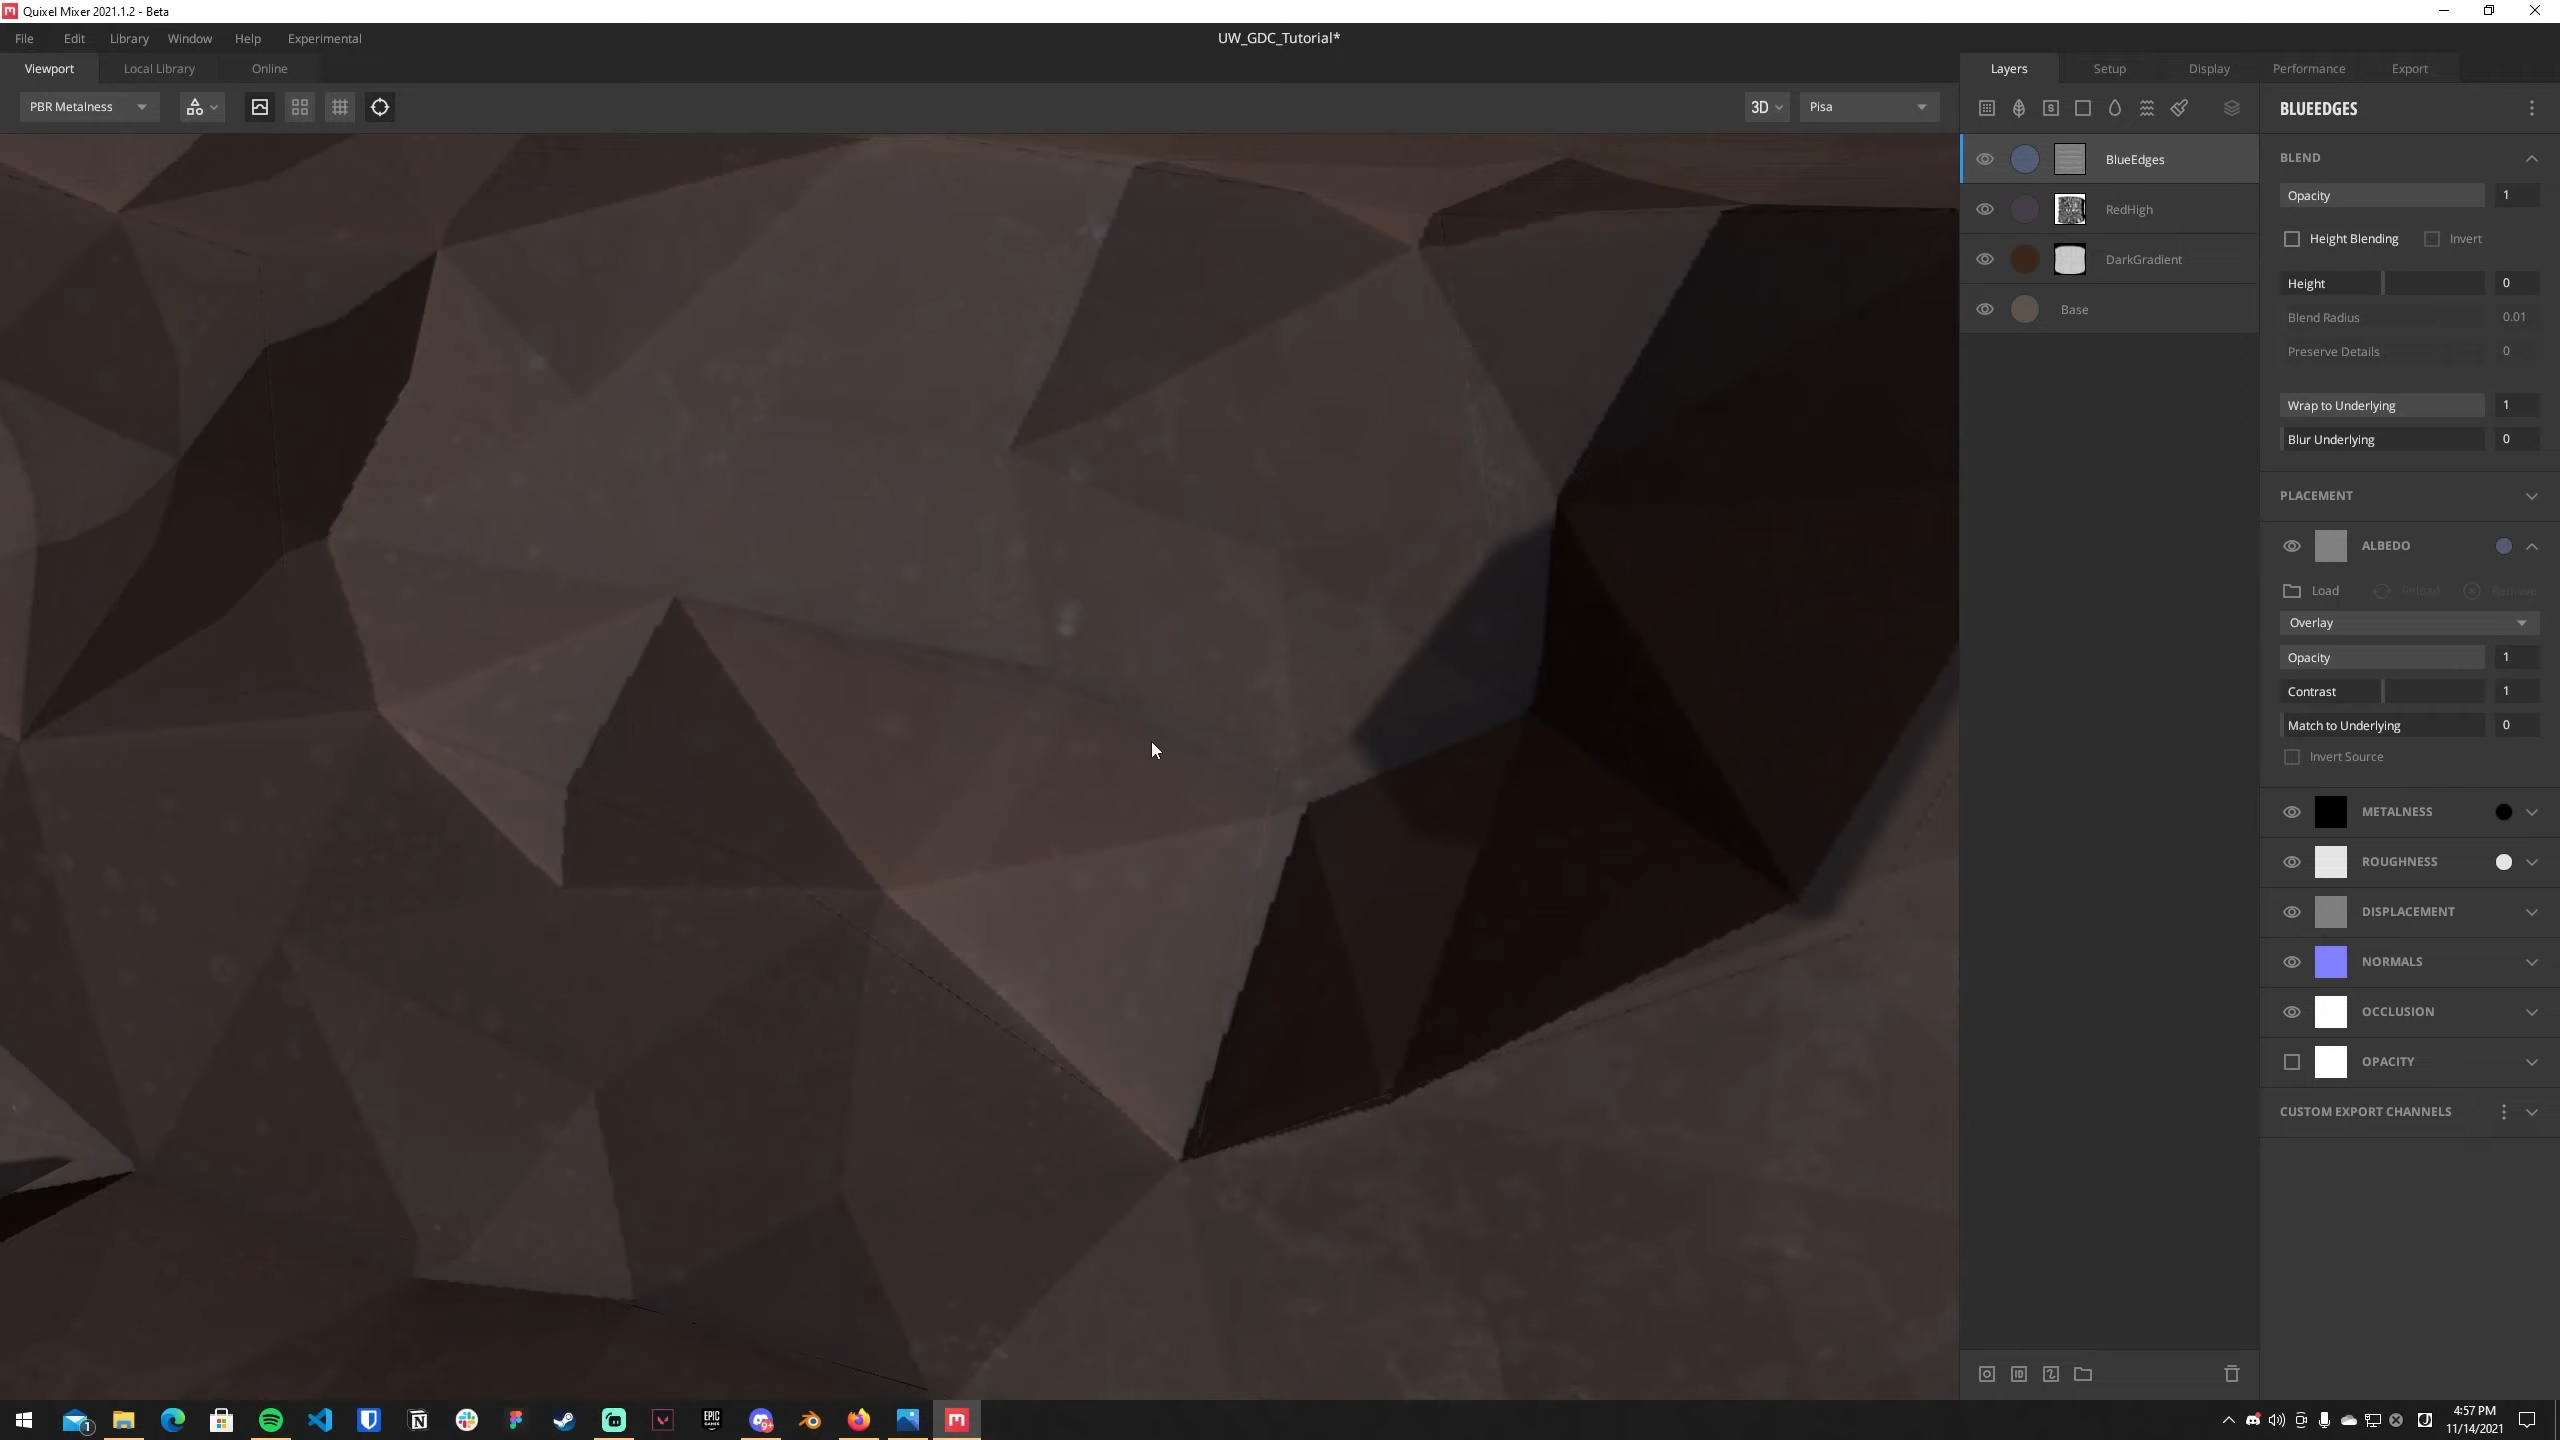 Quixel Mixer 2021.1.2 - Beta
File Edit Library Window Help Experimental
UW_GDC_Tutorial*
Viewport Local Library Online
Layers Setup Display Performance Export
PBR Metalness
3D Pisa
BLUEEDGES
BlueEdges
RedHigh
DarkGradient
Base
BLEND
Opacity 1
Height Blending Invert
Height 0
Blend Radius 0.01
Preserve Details 0
Wrap to Underlying 1
Blur Underlying 0
PLACEMENT
ALBEDO
Load Reload Remove
Overlay
Opacity 1
Contrast 1
Match to Underlying 0
Invert Source
METALNESS
ROUGHNESS
DISPLACEMENT
NORMALS
OCCLUSION
OPACITY
CUSTOM EXPORT CHANNELS
4:57 PM
11/14/2021